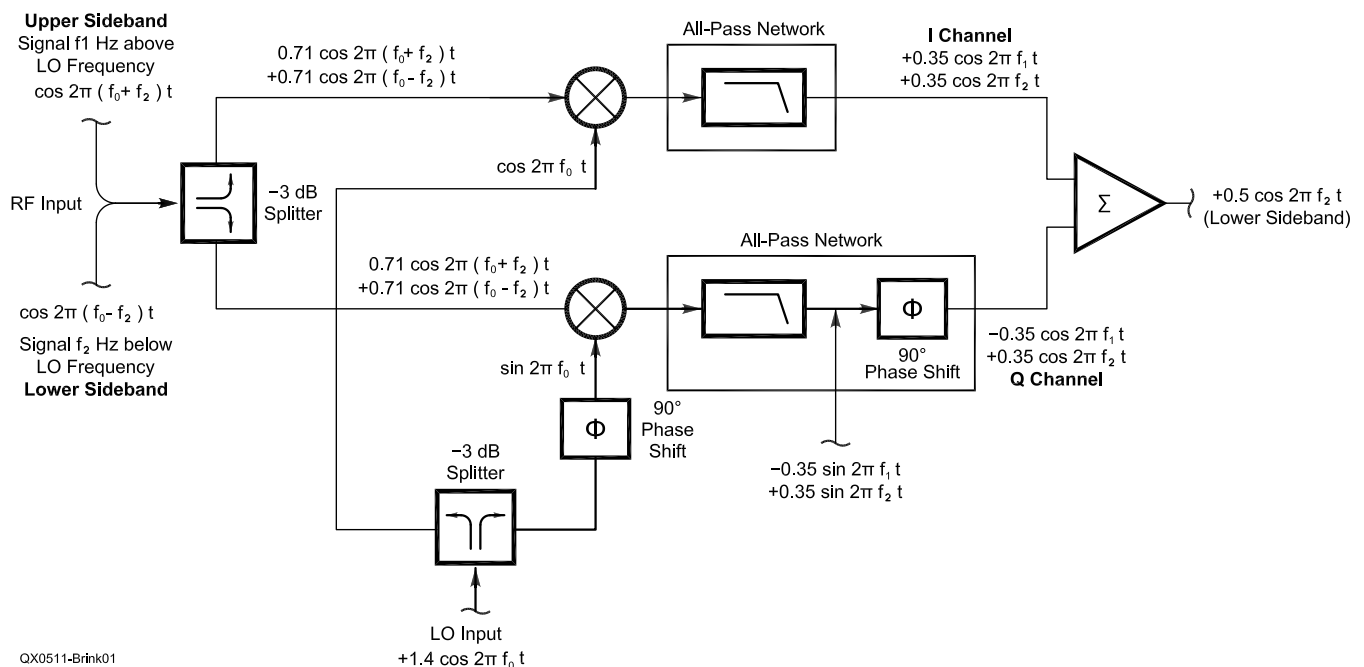 Upper Sideband
Signal f1 Hz above
LO Frequency
cos 2π ( f₀+ f₂ ) t
RF Input
cos 2π ( f₀- f₂ ) t
Signal f₂ Hz below
LO Frequency
Lower Sideband
−3 dB
Splitter
0.71 cos 2π ( f₀+ f₂ ) t
+0.71 cos 2π ( f₀- f₂ ) t
cos 2π f₀ t
All-Pass Network
I Channel
+0.35 cos 2π f₁ t
+0.35 cos 2π f₂ t
Σ
+0.5 cos 2π f₂ t
(Lower Sideband)
0.71 cos 2π ( f₀+ f₂ ) t
+0.71 cos 2π ( f₀- f₂ ) t
sin 2π f₀ t
All-Pass Network
Φ
90°
Phase Shift
−0.35 cos 2π f₁ t
+0.35 cos 2π f₂ t
Q Channel
−0.35 sin 2π f₁ t
+0.35 sin 2π f₂ t
Φ
90°
Phase
Shift
−3 dB
Splitter
LO Input
+1.4 cos 2π f₀ t
QX0511-Brink01